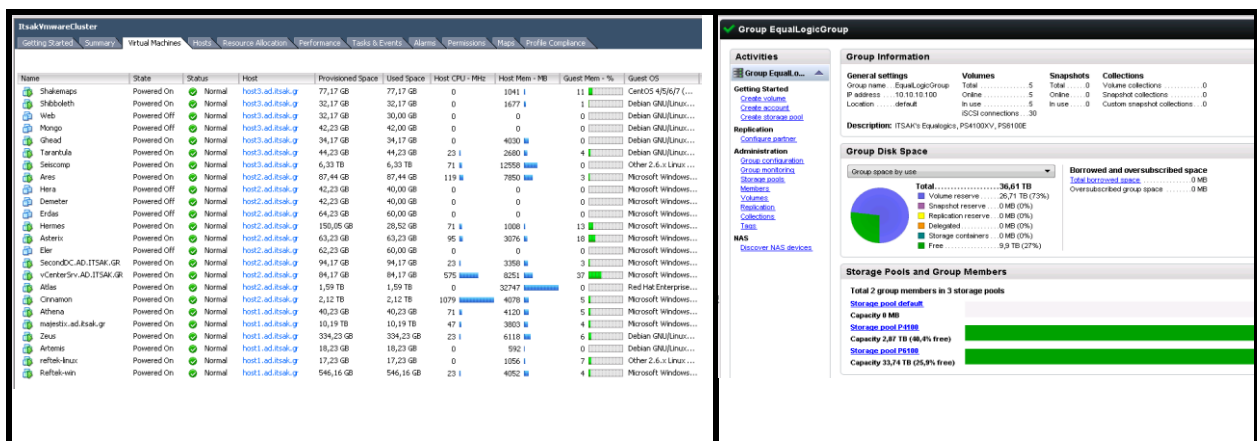 ItsakVmwareCluster
Getting Started Summary Virtual Machines Hosts Resource Allocation Performance Tasks & Events Alarms Permissions Maps Profile Compliance
Name State Status Host Provisioned Space Used Space Host CPU - MHz Host Mem - MB Guest Mem - % Guest OS
Shakemaps Powered On Normal host3.ad.itsak.gr 77,17 GB 77,17 GB 0 1041 11 CentOS 4/5/6/7 (...
Shibboleth Powered On Normal host3.ad.itsak.gr 32,17 GB 32,17 GB 0 1677 1 Debian GNU/Linux...
Web Powered Off Normal host3.ad.itsak.gr 32,17 GB 30,00 GB 0 0 0 Debian GNU/Linux...
Mongo Powered Off Normal host3.ad.itsak.gr 42,23 GB 42,00 GB 0 0 0 Debian GNU/Linux...
Ghead Powered On Normal host3.ad.itsak.gr 34,17 GB 34,17 GB 0 4030 0 Debian GNU/Linux...
Tarantula Powered On Normal host3.ad.itsak.gr 44,23 GB 44,23 GB 23 2680 4 Debian GNU/Linux...
Seiscomp Powered On Normal host3.ad.itsak.gr 6,33 TB 6,33 TB 71 12558 0 Other 2.6.x Linux ...
Ares Powered On Normal host2.ad.itsak.gr 87,44 GB 87,44 GB 119 7850 3 Microsoft Windows...
Hera Powered Off Normal host2.ad.itsak.gr 42,23 GB 40,00 GB 0 0 0 Microsoft Windows...
Demeter Powered Off Normal host2.ad.itsak.gr 42,23 GB 40,00 GB 0 0 0 Microsoft Windows...
Erdas Powered Off Normal host2.ad.itsak.gr 64,23 GB 60,00 GB 0 0 0 Microsoft Windows...
Hermes Powered On Normal host2.ad.itsak.gr 150,05 GB 28,52 GB 71 1008 13 Microsoft Windows...
Asterix Powered On Normal host2.ad.itsak.gr 63,23 GB 63,23 GB 95 3076 18 Microsoft Windows...
Eler Powered Off Normal host2.ad.itsak.gr 62,23 GB 60,00 GB 0 0 0 Microsoft Windows...
SecondDC.AD.ITSAK.GR Powered On Normal host2.ad.itsak.gr 94,17 GB 94,17 GB 23 3358 3 Microsoft Windows...
vCenterSrv.AD.ITSAK.GR Powered On Normal host2.ad.itsak.gr 84,17 GB 84,17 GB 575 8251 37 Microsoft Windows...
Atlas Powered On Normal host2.ad.itsak.gr 1,59 TB 1,59 TB 0 32747 0 Red Hat Enterprise...
Cinnamon Powered On Normal host2.ad.itsak.gr 2,12 TB 2,12 TB 1079 4078 5 Microsoft Windows...
Athena Powered On Normal host1.ad.itsak.gr 40,23 GB 40,23 GB 71 4120 5 Microsoft Windows...
majestix.ad.itsak.gr Powered On Normal host1.ad.itsak.gr 10,19 TB 10,19 TB 47 3803 4 Microsoft Windows...
Zeus Powered On Normal host1.ad.itsak.gr 334,23 GB 334,23 GB 23 6118 6 Debian GNU/Linux...
Artemis Powered On Normal host1.ad.itsak.gr 18,23 GB 18,23 GB 0 592 0 Debian GNU/Linux...
reftek-linux Powered On Normal host1.ad.itsak.gr 17,23 GB 17,23 GB 0 1056 7 Other 2.6.x Linux ...
Reftek-win Powered On Normal host1.ad.itsak.gr 546,16 GB 546,16 GB 23 4052 4 Microsoft Windows...
Group EqualLogicGroup
Activities
Group EqualLo...
Getting Started
Create volume
Create account
Create storage pool
Replication
Configure partner
Administration
Group configuration
Group monitoring
Storage pools
Members
Volumes
Replication
Collections
Tags
NAS
Discover NAS devices
Group Information
General settings Volumes Snapshots Collections
Group name ... EqualLogicGroup Total ... 5 Total ... 0 Volume collections ... 0
IP address ... 10.10.10.100 Online ... 5 Online ... 0 Snapshot collections ... 0
Location ... default In use ... 5 In use ... 0 Custom snapshot collections ... 0
iSCSI connections ... 30
Description: ITSAK's Equalogics, PS4100XV, PS6100E
Group Disk Space
Group space by use
Total ... 36,61 TB
Volume reserve ... 26,71 TB (73%)
Snapshot reserve ... 0 MB (0%)
Replication reserve ... 0 MB (0%)
Delegated ... 0 MB (0%)
Storage containers ... 0 MB (0%)
Free ... 9,9 TB (27%)
Borrowed and oversubscribed space
Total borrowed space ... 0 MB
Oversubscribed group space ... 0 MB
Storage Pools and Group Members
Total 2 group members in 3 storage pools
Storage pool default
Capacity 0 MB
Storage pool P4100
Capacity 2,87 TB (40,4% free)
Storage pool P6100
Capacity 33,74 TB (25,9% free)